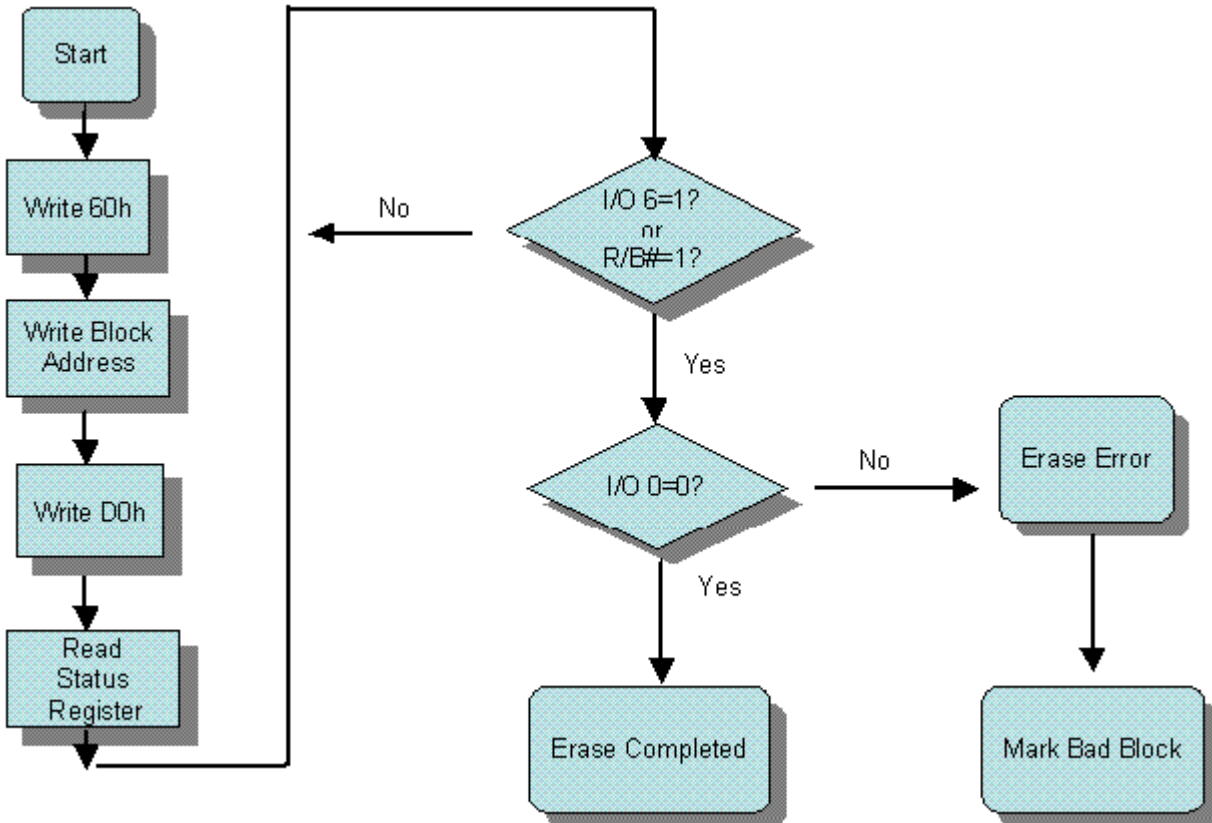 Start
Write 60h
Write Block
Address
Write D0h
Read
Status
Register
I/O 6=1?
or
R/B#=1?
No
Yes
I/O 0=0?
No
Yes
Erase Error
Erase Completed
Mark Bad Block